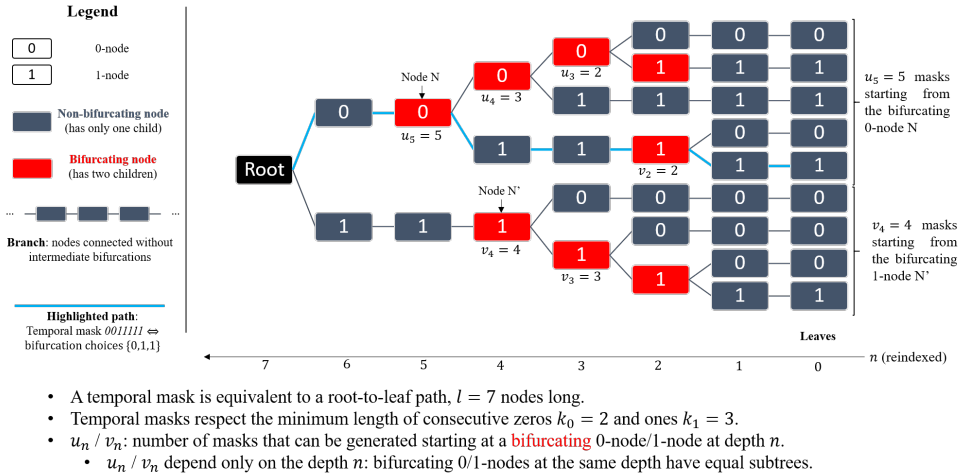 Legend
0 0-node
1 1-node
Non-bifurcating node
(has only one child)
Bifurcating node
(has two children)
... ...
Branch: nodes connected without
intermediate bifurcations
Highlighted path:
Temporal mask 0011111 ⇔
bifurcation choices {0,1,1}
Root
0 0 0 0 0 0 0
1 1 1
1 1 1 1
1 1 1 0 0
1 1
1 1 1 0 0 0 0
1 0 0 0
1 0 0
1 1
Node N
u₅ = 5
u₄ = 3
u₃ = 2
v₂ = 2
Node N’
v₄ = 4
v₃ = 3
u₅ = 5 masks
starting from
the bifurcating
0-node N
v₄ = 4 masks
starting from
the bifurcating
1-node N’
Leaves
7 6 5 4 3 2 1 0 n (reindexed)
• A temporal mask is equivalent to a root-to-leaf path, l = 7 nodes long.
• Temporal masks respect the minimum length of consecutive zeros k₀ = 2 and ones k₁ = 3.
• uₙ / vₙ: number of masks that can be generated starting at a bifurcating 0-node/1-node at depth n.
• uₙ / vₙ depend only on the depth n: bifurcating 0/1-nodes at the same depth have equal subtrees.